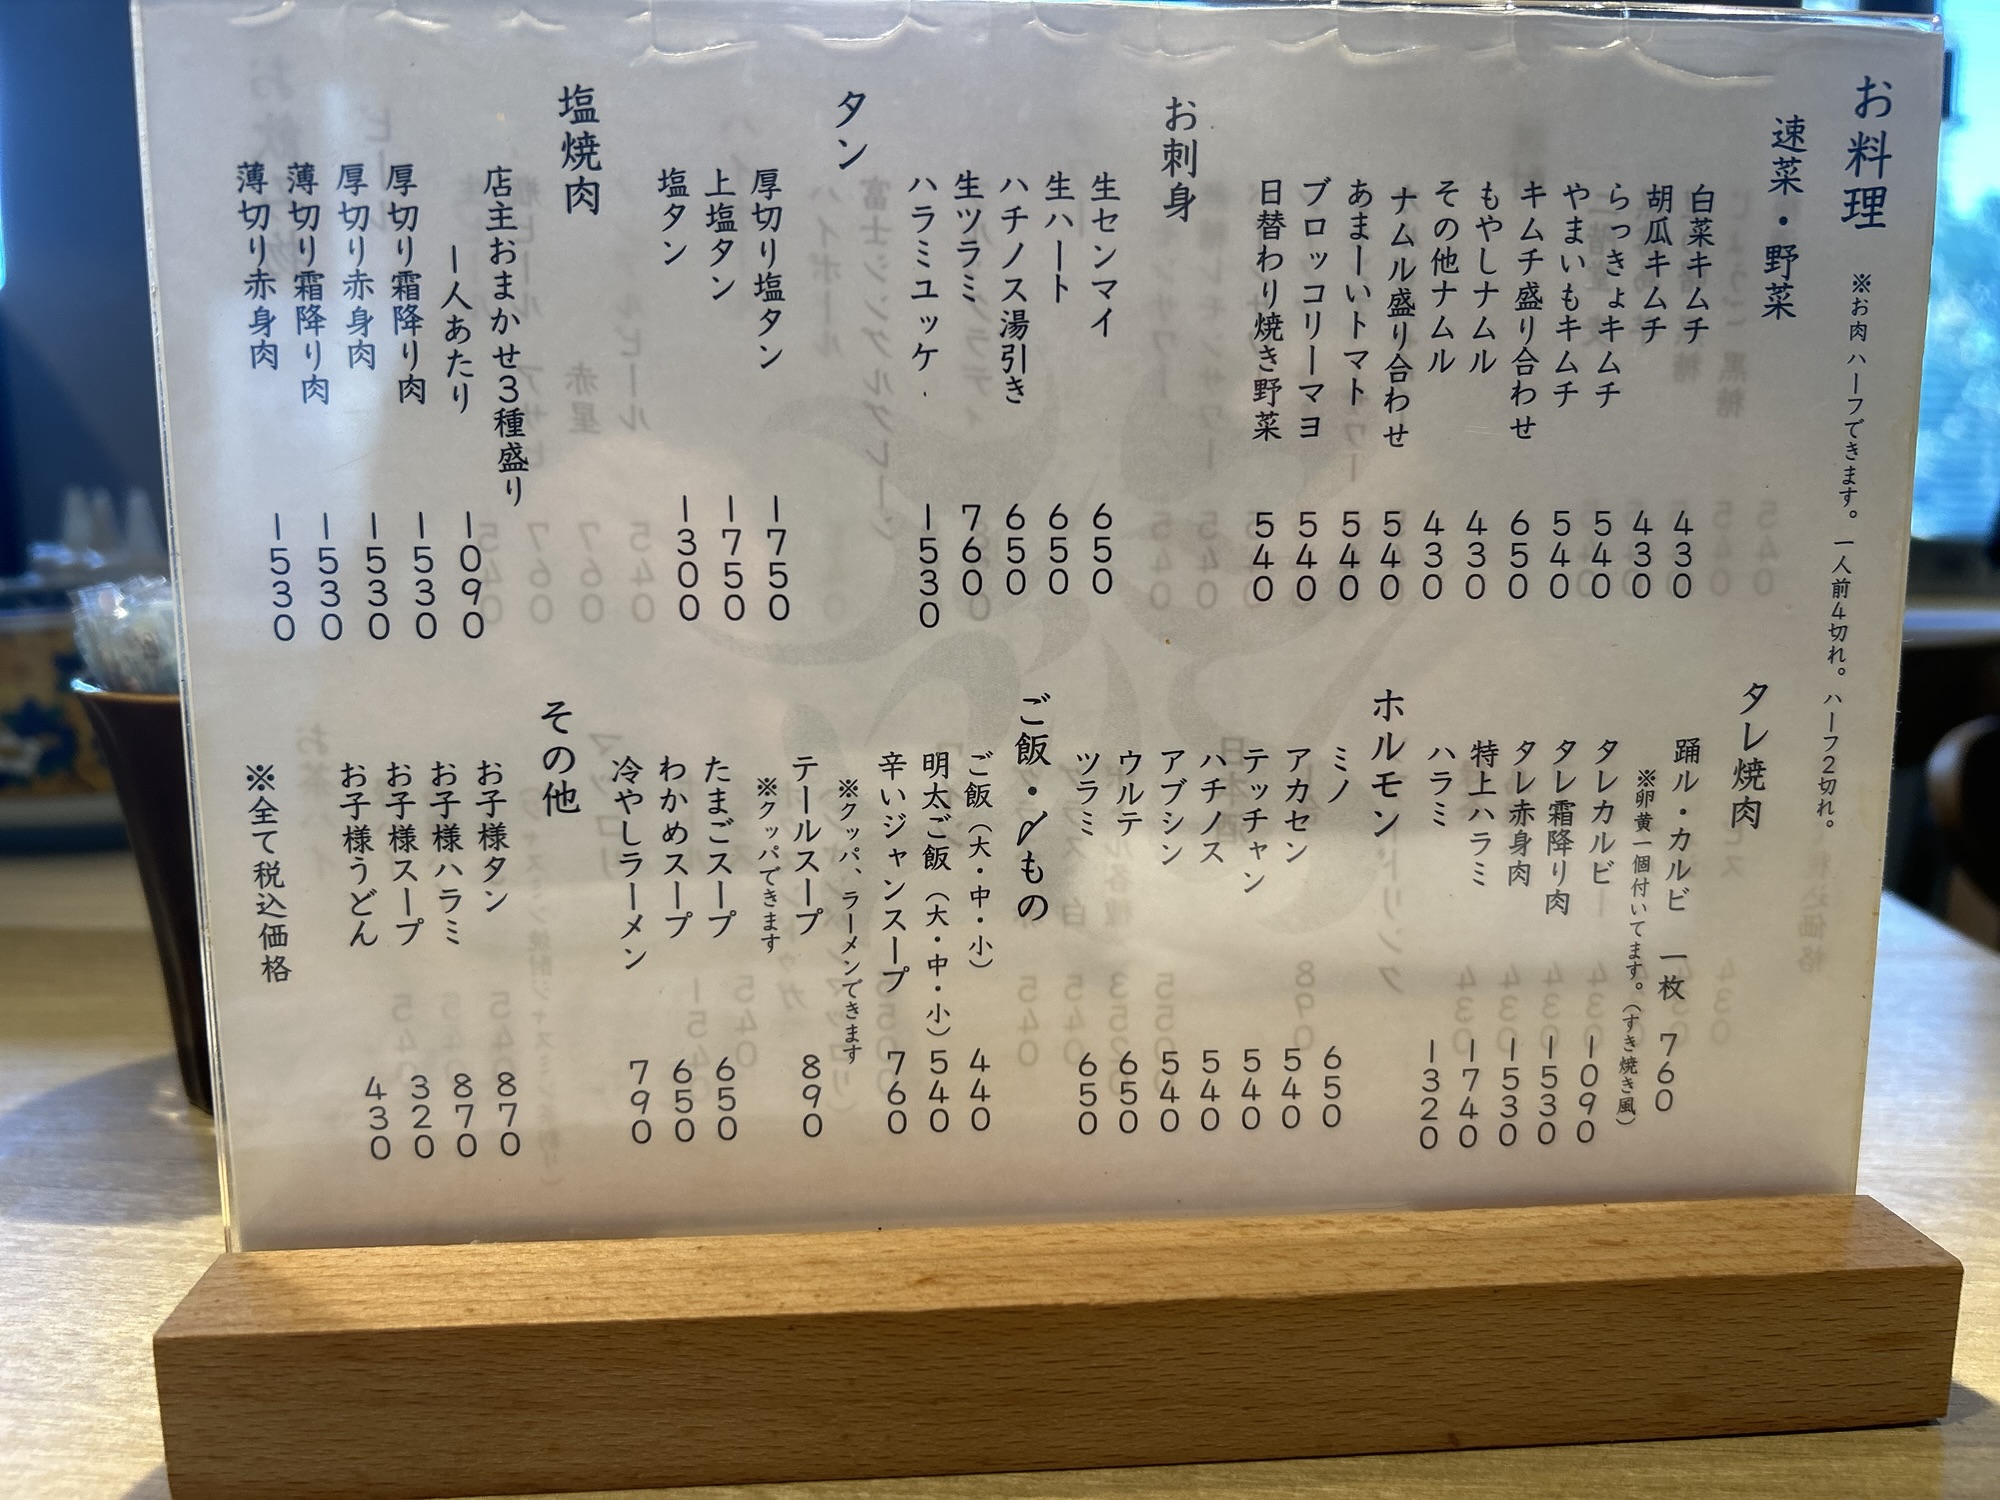 お料理
※お肉ハーフできます。一人前4切れ。ハーフ2切れ。
速菜・野菜
白菜キムチ 430
胡瓜キムチ 430
らっきょキムチ 540
やまいもキムチ 540
キムチ盛り合わせ 650
もやしナムル 430
その他ナムル 430
ナムル盛り合わせ 540
あまーいトマト 540
ブロッコリーマヨ 540
日替わり焼き野菜 540
お刺身
生センマイ 650
生ハート 650
ハチノス湯引き 650
生ツラミ 760
ハラミユッケ 1530
タン
厚切り塩タン 1750
上塩タン 1750
塩タン 1300
塩焼肉
店主おまかせ3種盛り
一人あたり 1090
厚切り霜降り肉 1530
厚切り赤身肉 1530
薄切り霜降り肉 1530
薄切り赤身肉 1530
タレ焼肉
踊ル・カルビ 一枚 760
※卵黄一個付いてます。(すき焼き風)
タレカルビ 1090
タレ霜降り肉 1530
タレ赤身肉 1530
特上ハラミ 1740
ハラミ 1320
ホルモン
ミノ 650
アカセン 540
テッチャン 540
ハチノス 540
アブシン 540
ウルテ 650
ツラミ 650
ご飯・〆もの
ご飯(大・中・小) 440
明太ご飯(大・中・小) 540
辛いジャンスープ 760
※クッパ、ラーメンできます
テールスープ 890
※クッパできます
たまごスープ 650
わかめスープ 650
冷やしラーメン 790
その他
お子様タン 870
お子様ハラミ 870
お子様スープ 320
お子様うどん 430
※全て税込価格